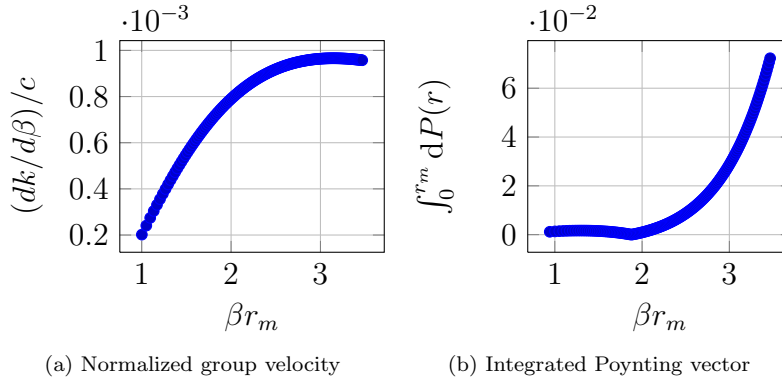 ·10⁻³
1
0.8
0.6
0.4
0.2
(dk/dβ)/c
1 2 3
βr_m
(a) Normalized group velocity
·10⁻²
6
4
2
0
∫₀^{r_m} dP(r)
1 2 3
βr_m
(b) Integrated Poynting vector